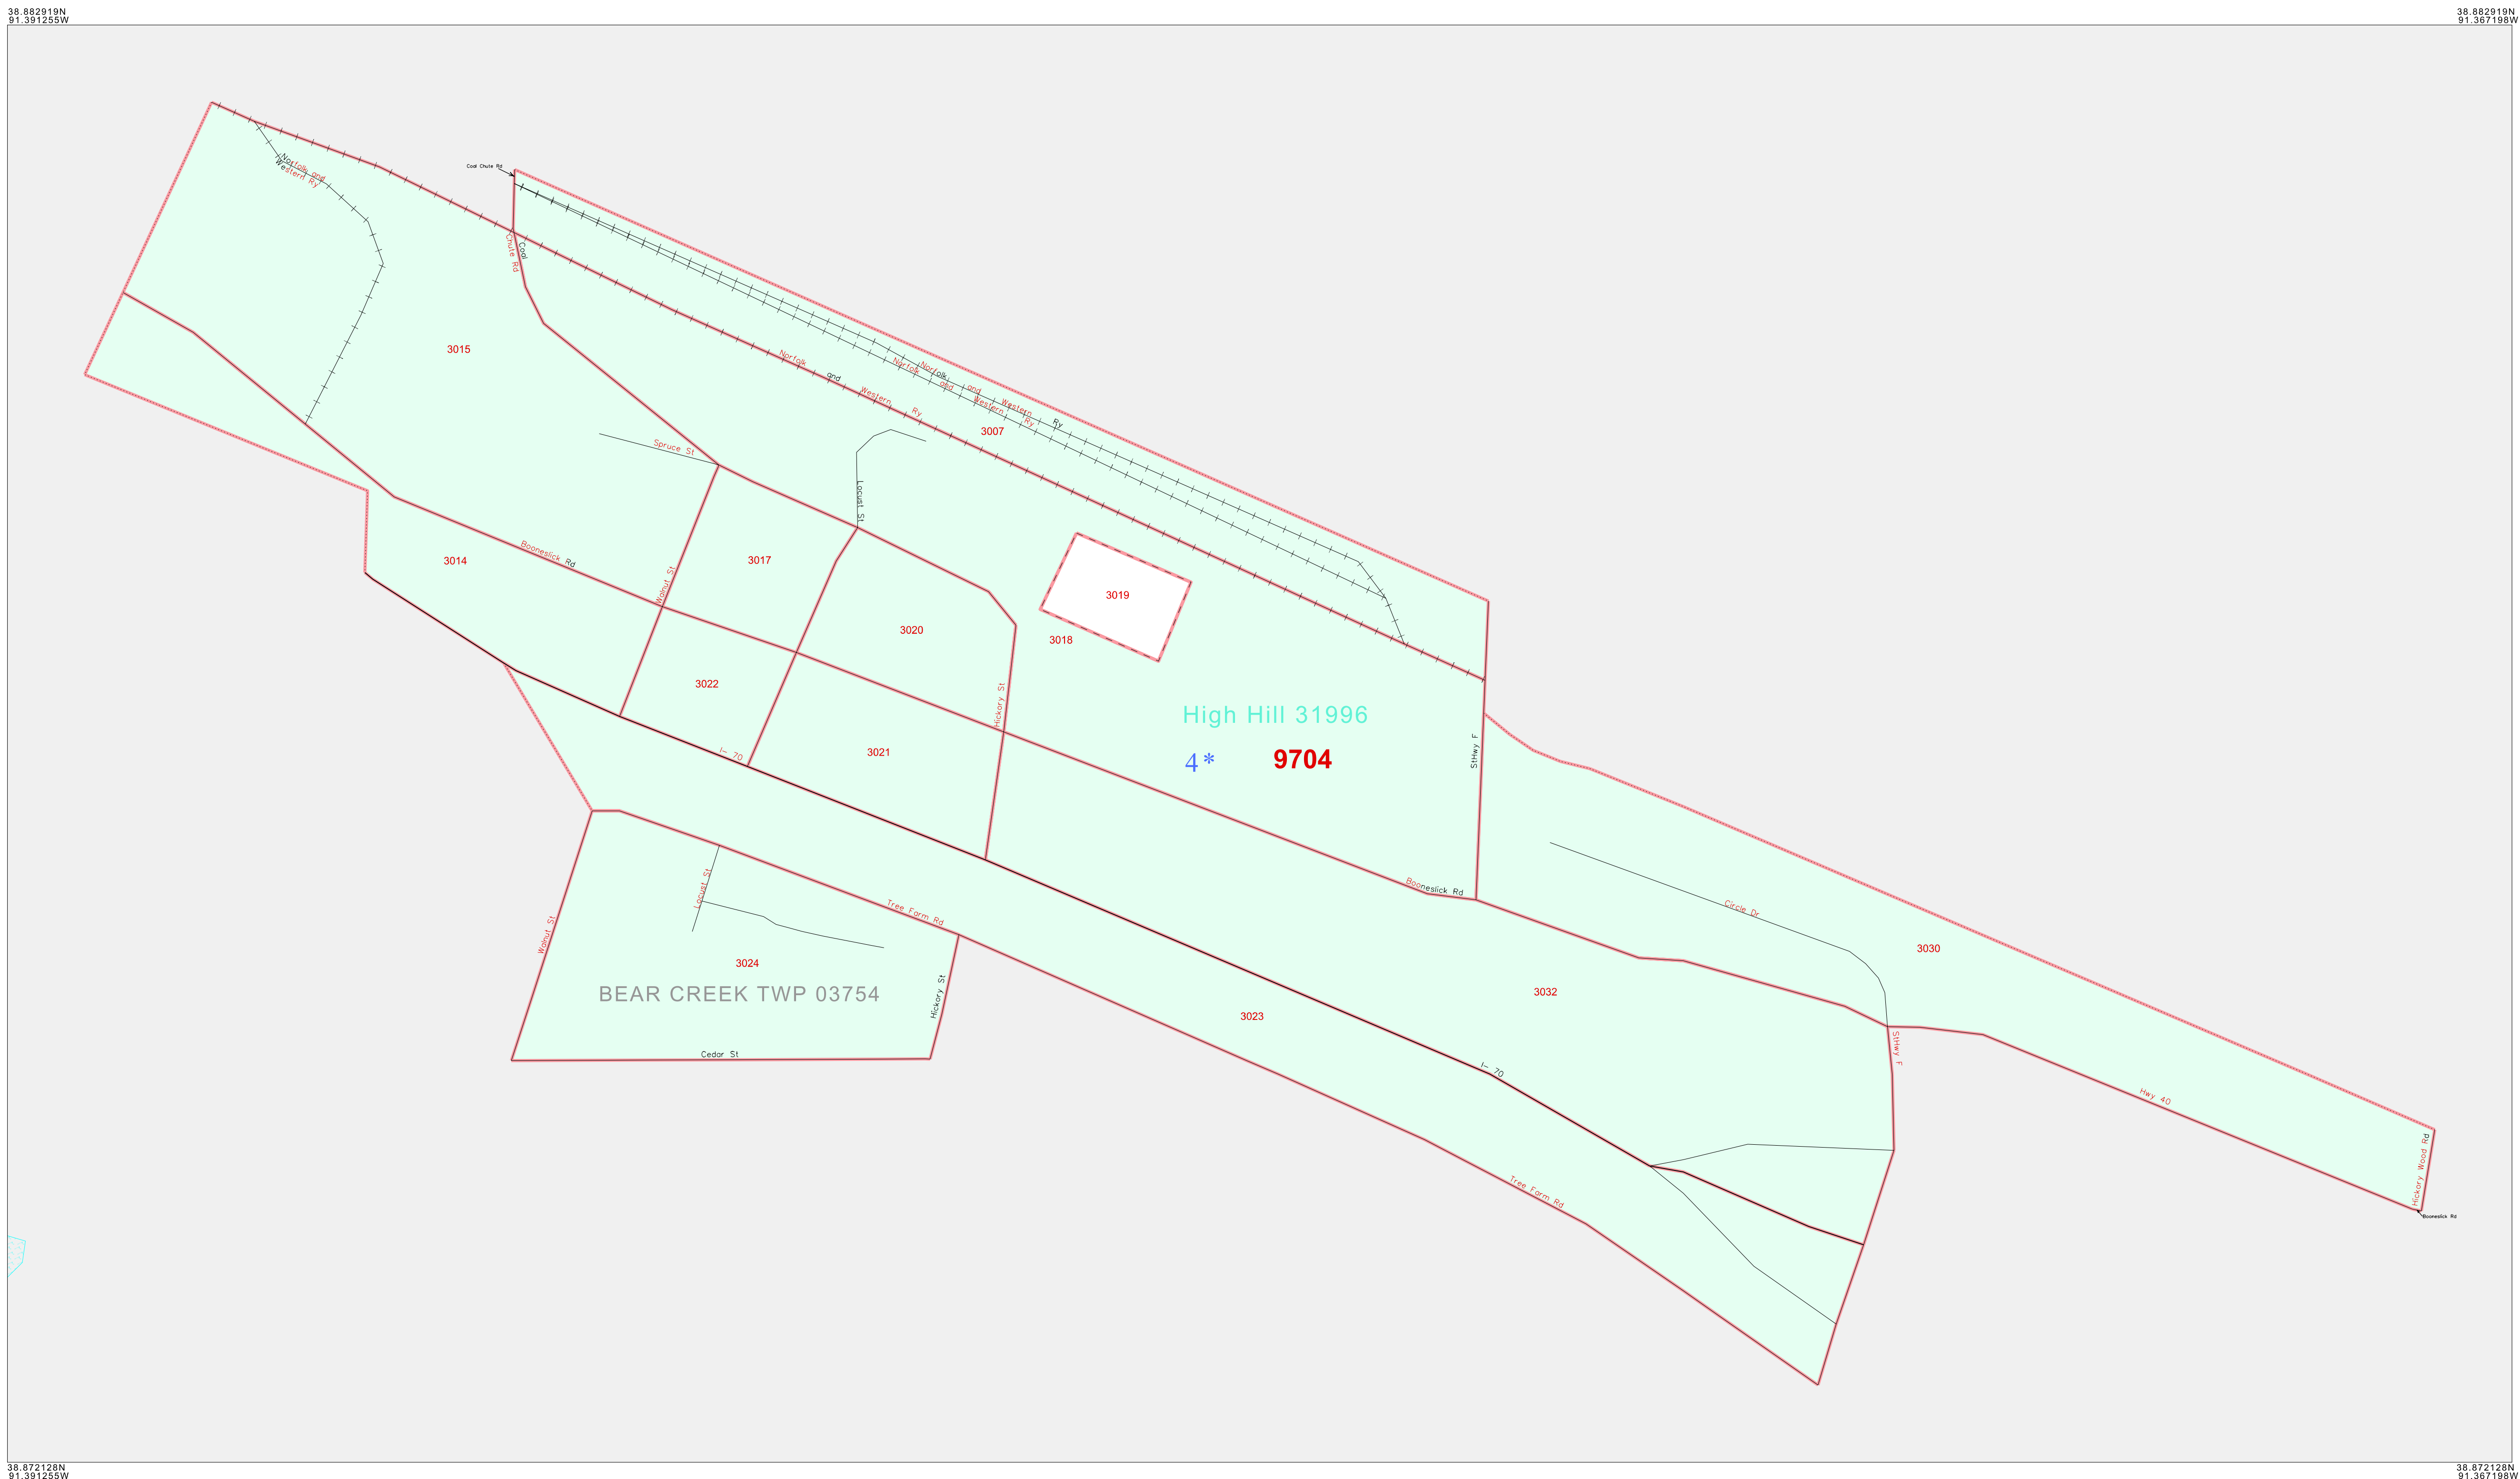 38.882919N
91.391255W
38.882919N
91.367198W
Coal Chute Rd
Norfolk and
Western Ry
Coal
Chute Rd
3015
Norfolk and Western Ry
Norfolk and Western Ry
Norfolk and Western Ry
3007
Spruce St
Locust St
3014
Booneslick Rd
Walnut St
3017
3019
3020
3018
3022
Hickory St
High Hill 31996
I- 70
3021
4*
9704
StHwy F
Booneslick Rd
Locust St
Tree Farm Rd
Circle Dr
Walnut St
3024
3030
BEAR CREEK TWP 03754
Hickory St
3032
3023
Cedar St
I- 70
StHwy F
Hwy 40
Tree Farm Rd
Hickory Wood Rd
Booneslick Rd
38.872128N
91.391255W
38.872128N
91.367198W